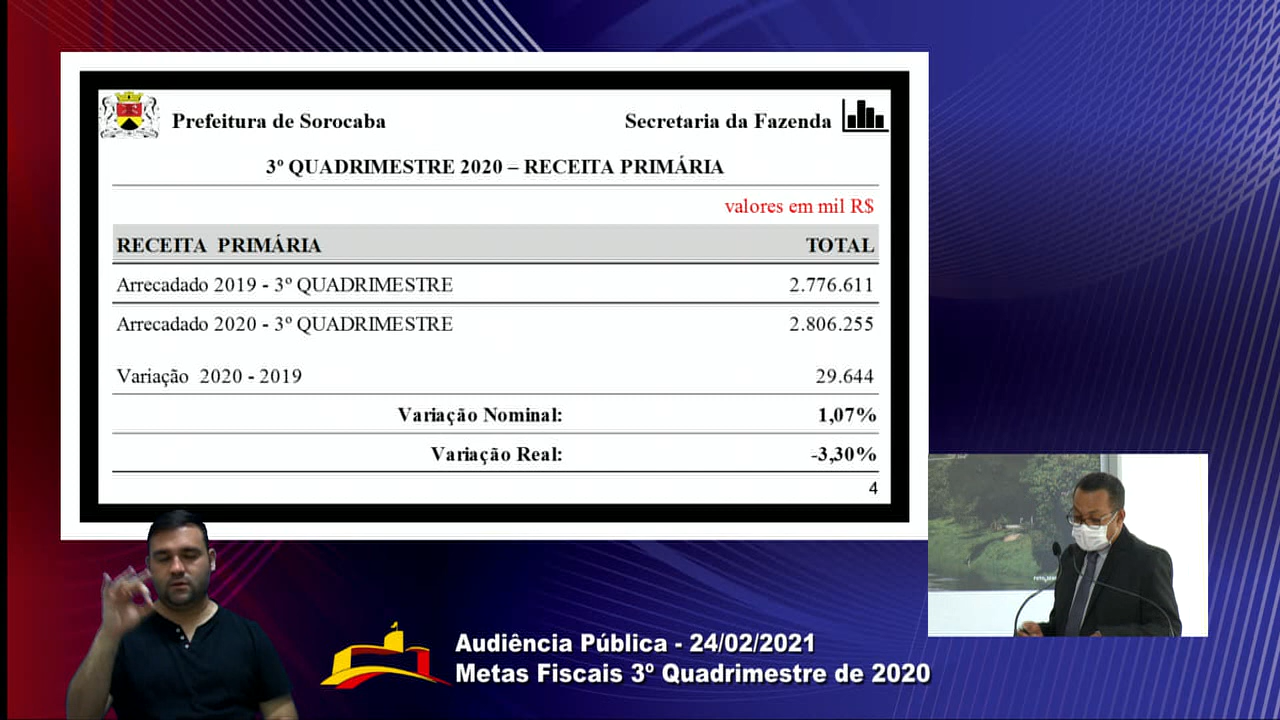 Prefeitura de Sorocaba
Secretaria da Fazenda
3º QUADRIMESTRE 2020 – RECEITA PRIMÁRIA
valores em mil R$
RECEITA PRIMÁRIA TOTAL
Arrecadado 2019 - 3º QUADRIMESTRE 2.776.611
Arrecadado 2020 - 3º QUADRIMESTRE 2.806.255
Variação 2020 - 2019 29.644
Variação Nominal: 1,07%
Variação Real: -3,30%
4
Audiência Pública - 24/02/2021
Metas Fiscais 3º Quadrimestre de 2020